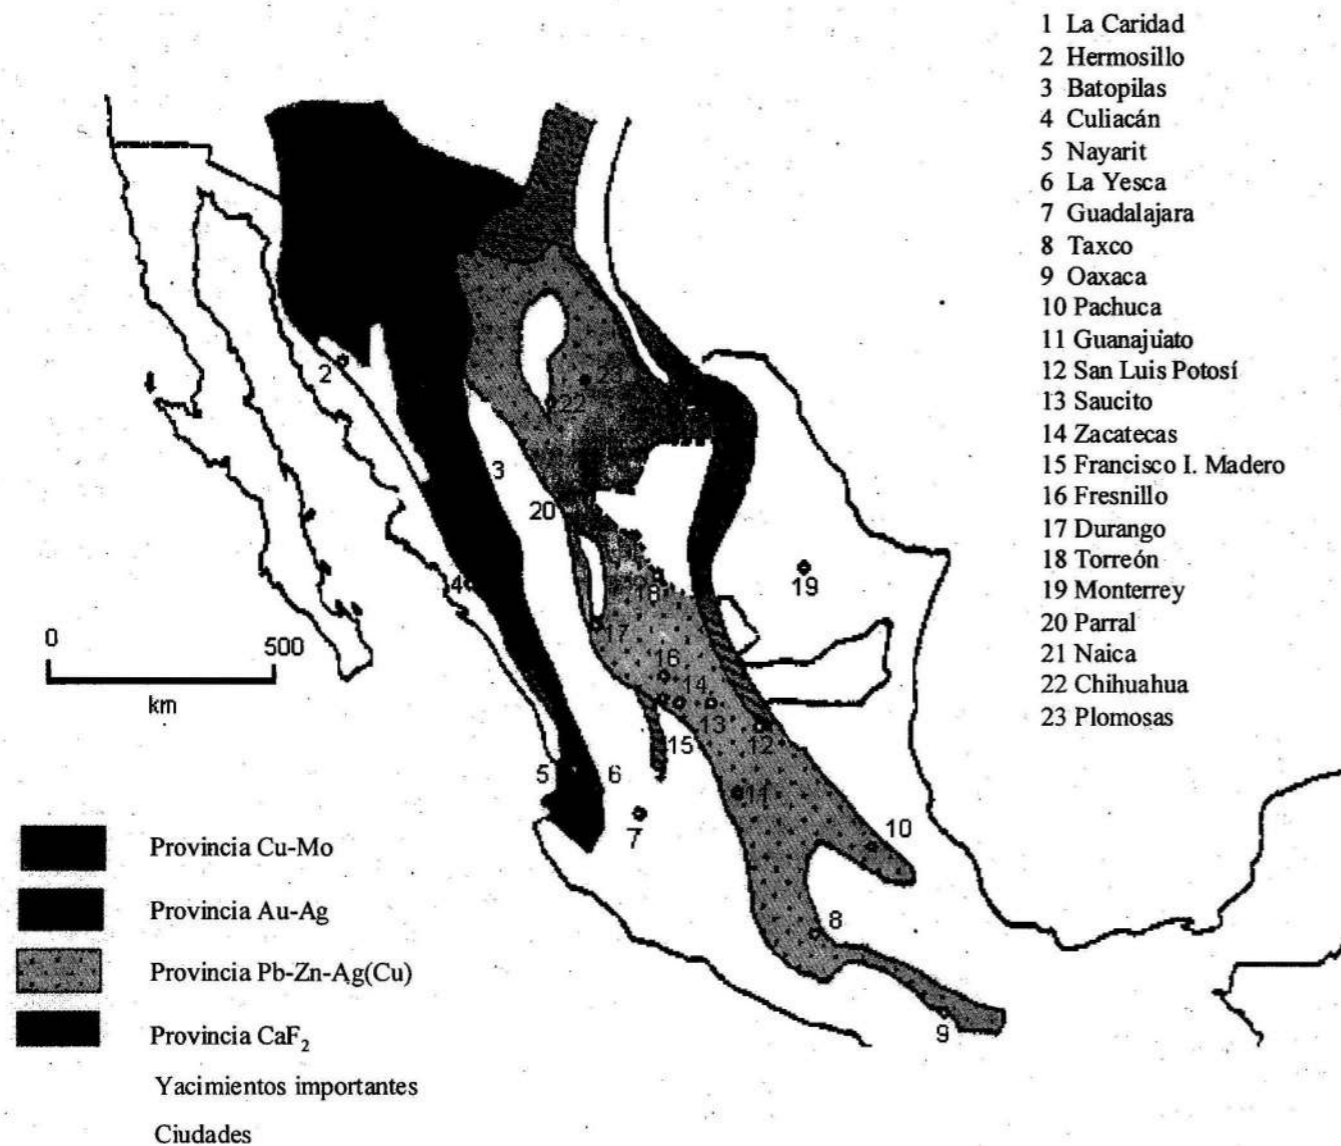 1 La Caridad
2 Hermosillo
3 Batopilas
4 Culiacán
5 Nayarit
6 La Yesca
7 Guadalajara
8 Taxco
9 Oaxaca
10 Pachuca
11 Guanajuato
12 San Luis Potosí
13 Saucito
14 Zacatecas
15 Francisco I. Madero
16 Fresnillo
17 Durango
18 Torreón
19 Monterrey
20 Parral
21 Naica
22 Chihuahua
23 Plomosas
2
23
22
3
20
4
18
19
17
16
14
13
12
15
5
6
11
7
10
8
9
0
500
km
Provincia Cu-Mo
Provincia Au-Ag
Provincia Pb-Zn-Ag(Cu)
Provincia CaF₂
Yacimientos importantes
Ciudades